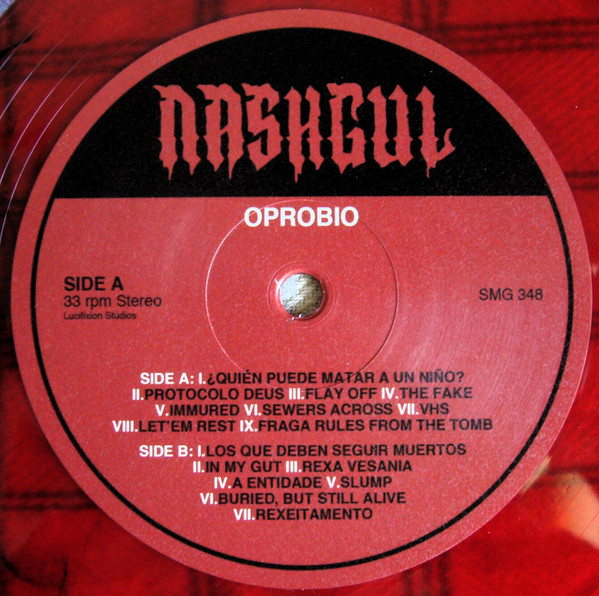 NASHGUL
OPROBIO
SIDE A
33 rpm Stereo
Lucifixion Studios
SMG 348
SIDE A: I.¿QUIÉN PUEDE MATAR A UN NIÑO?
II.PROTOCOLO DEUS III.FLAY OFF IV.THE FAKE
V.IMMURED VI.SEWERS ACROSS VII.VHS
VIII.LET'EM REST IX.FRAGA RULES FROM THE TOMB
SIDE B: I.LOS QUE DEBEN SEGUIR MUERTOS
II.IN MY GUT III.REXA VESANIA
IV.A ENTIDADE V.SLUMP
VI.BURIED, BUT STILL ALIVE
VII.REXEITAMENTO